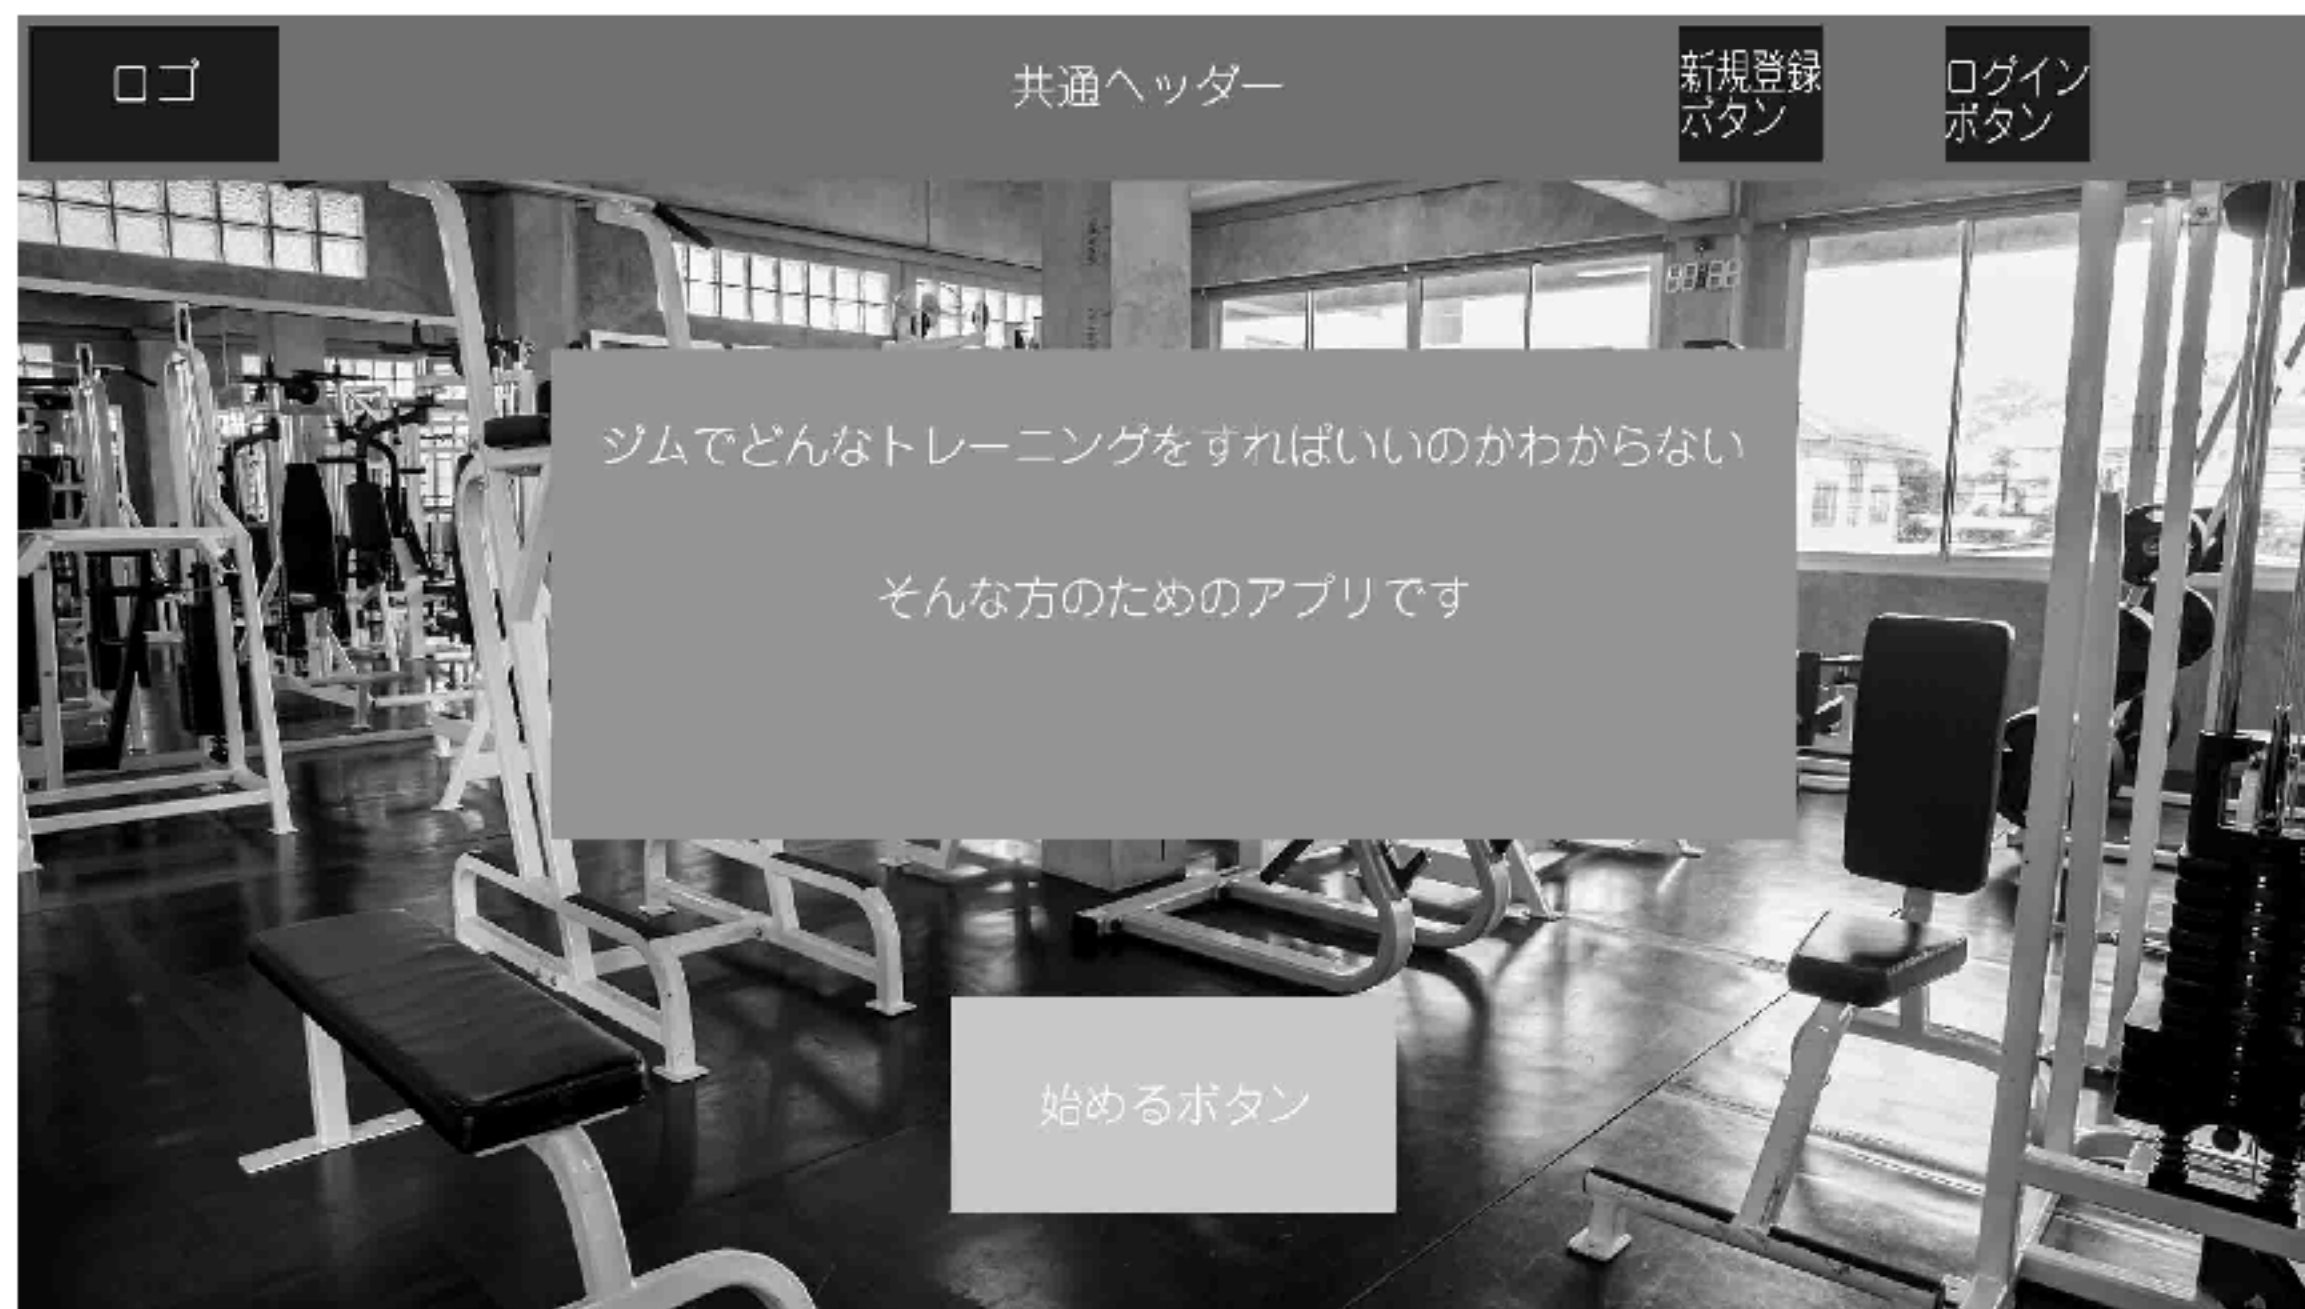 ロゴ
共通ヘッダー
新規登録
ボタン
ログイン
ボタン
ジムでどんなトレーニングをすればいいのかわからない
そんな方のためのアプリです
始めるボタン